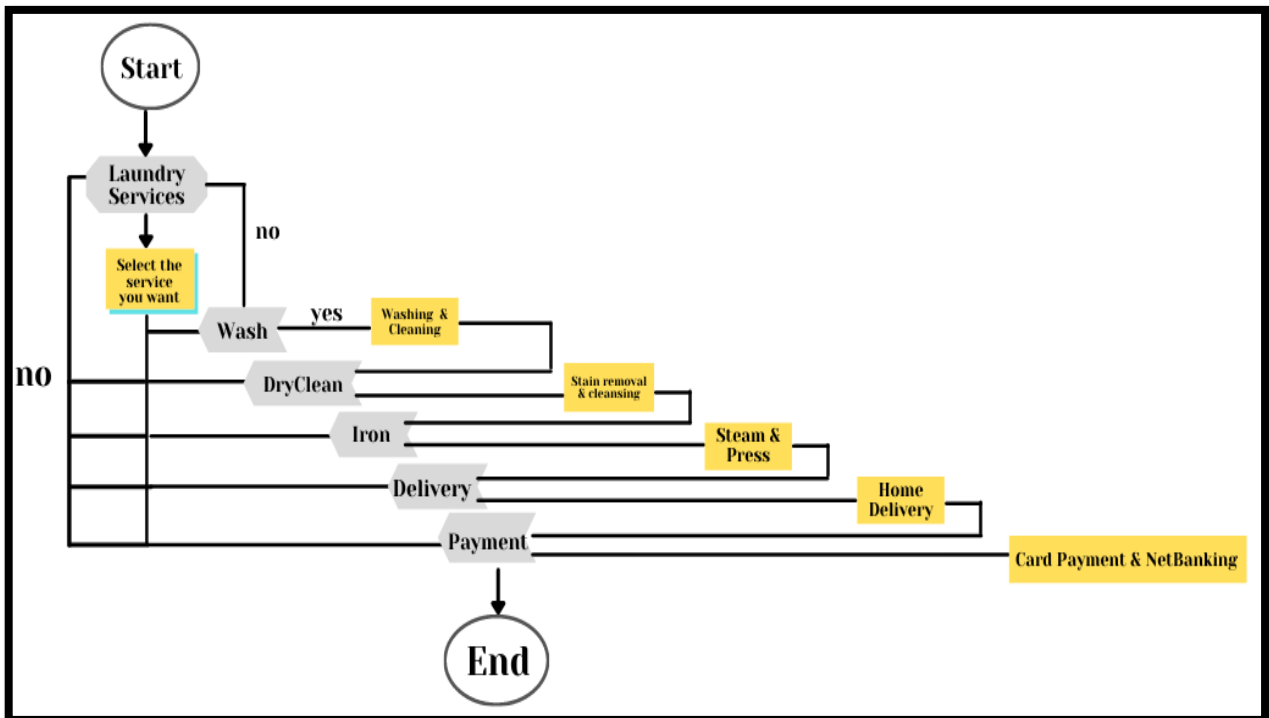 Start
Laundry
Services
no
Select the
service
you want
Wash
yes
Washing &
Cleaning
no
DryClean
Stain removal
& cleansing
Iron
Steam &
Press
Delivery
Home
Delivery
Payment
Card Payment & NetBanking
End